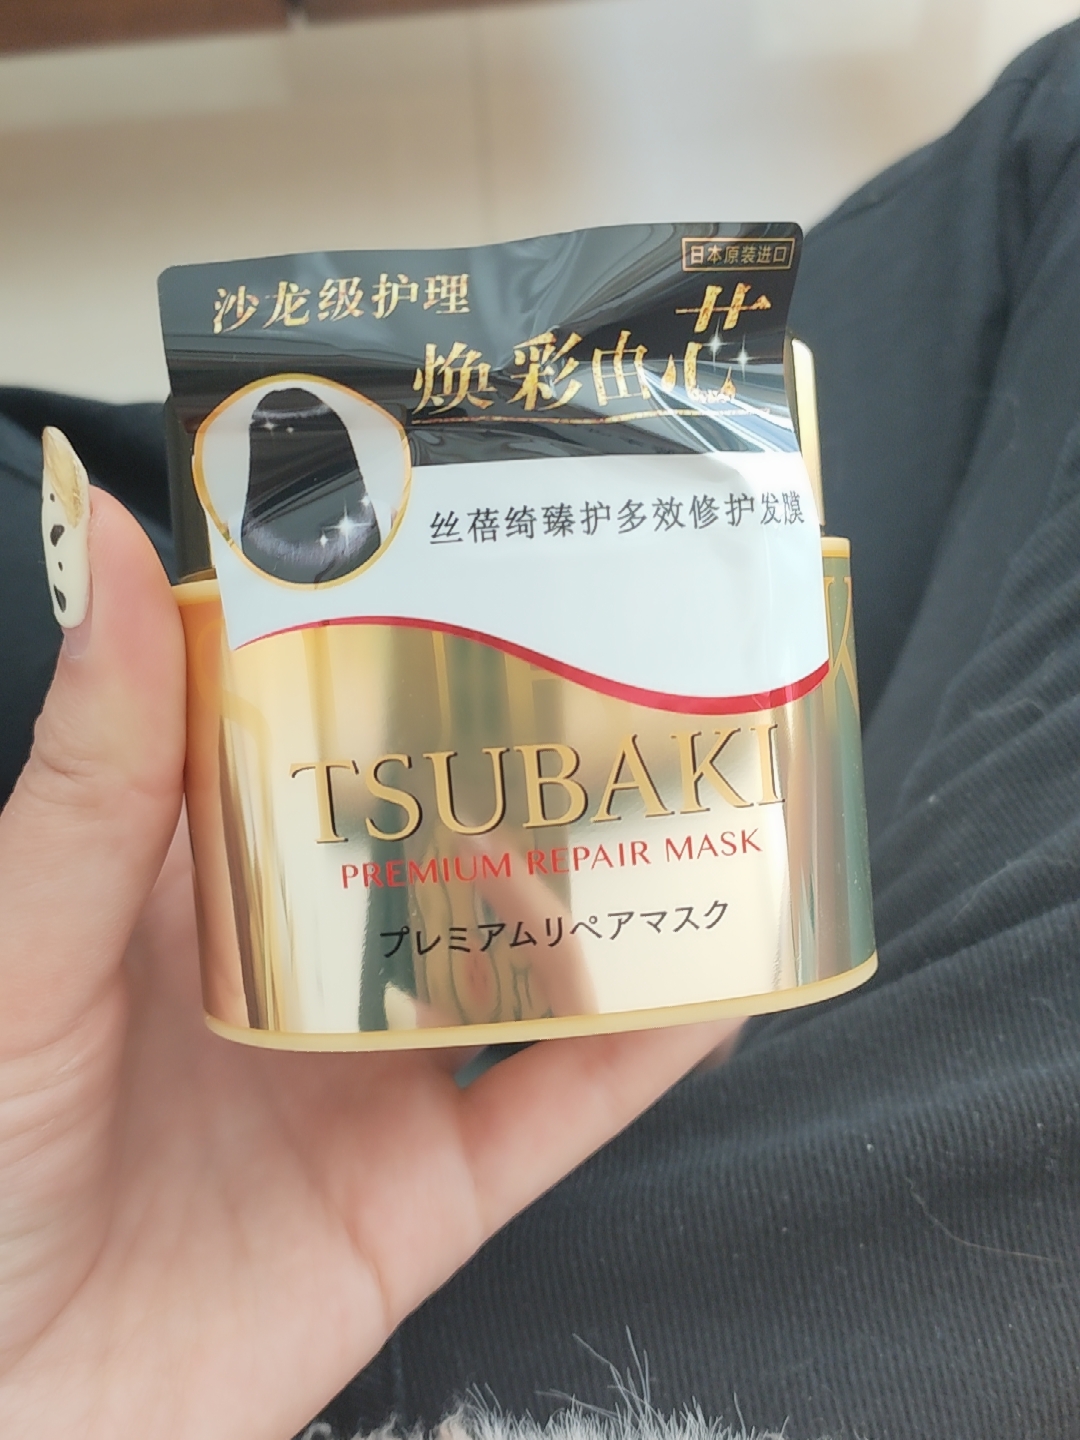 日本原装进口
沙龙级护理
焕彩由芯
丝蓓绮臻护多效修护发膜
TSUBAKI
PREMIUM REPAIR MASK
プレミアムリペアマスク